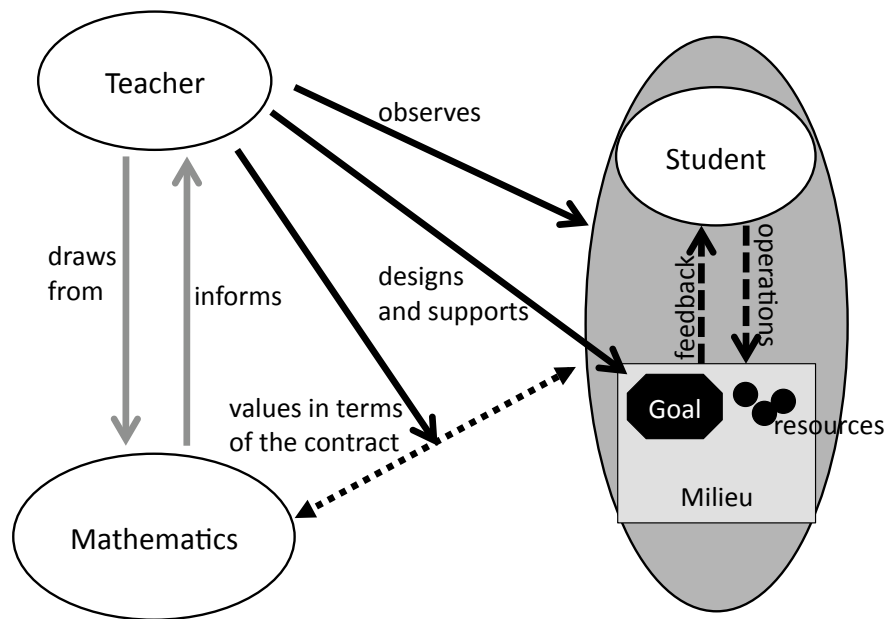 Teacher
observes
Student
draws
from
informs
designs
and supports
feedback
operations
values in terms
of the contract
Goal
resources
Milieu
Mathematics